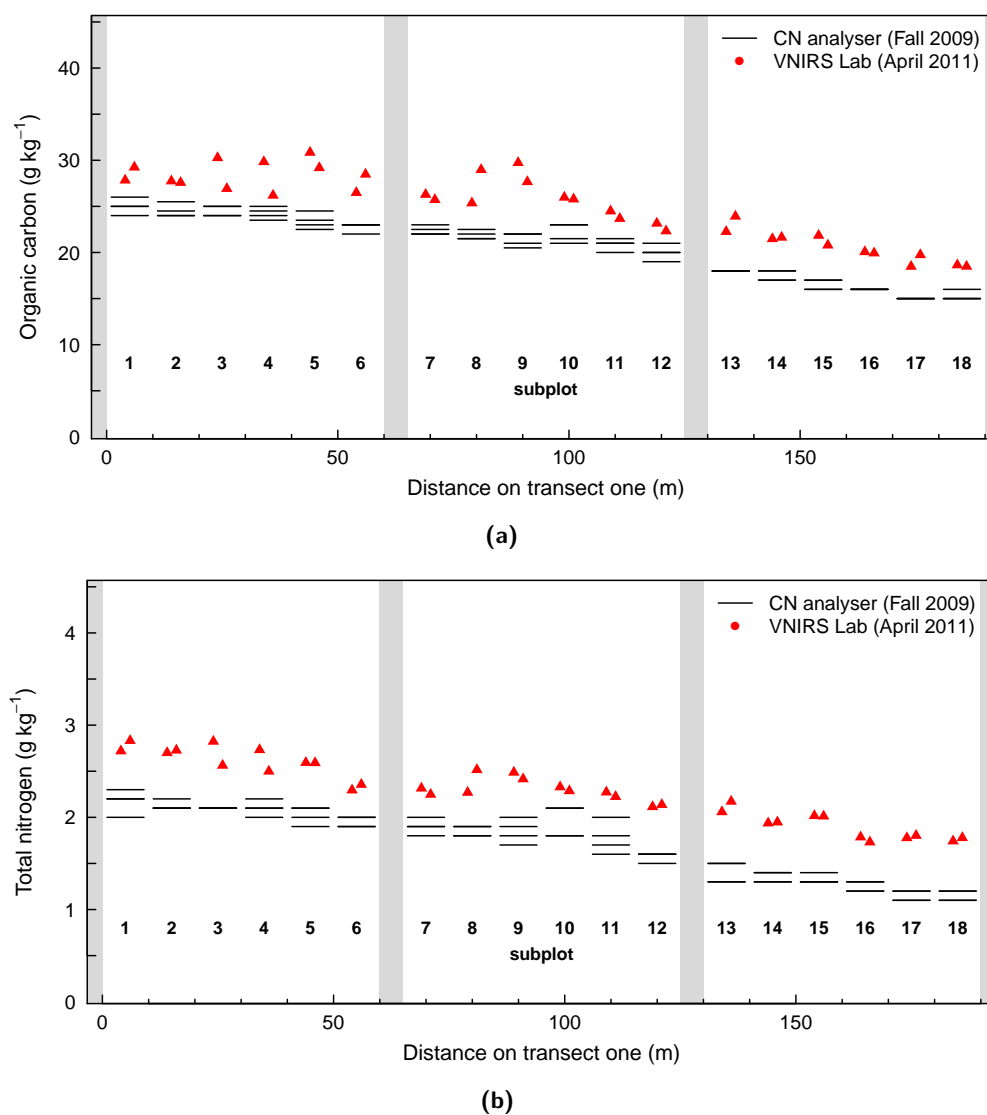 CN analyser (Fall 2009)
VNIRS Lab (April 2011)
Organic carbon (g kg⁻¹)
40
30
20
10
0
1 2 3 4 5 6 7 8 9 10 11 12 13 14 15 16 17 18
subplot
0 50 100 150
Distance on transect one (m)
(a)
CN analyser (Fall 2009)
VNIRS Lab (April 2011)
Total nitrogen (g kg⁻¹)
4
3
2
1
0
1 2 3 4 5 6 7 8 9 10 11 12 13 14 15 16 17 18
subplot
0 50 100 150
Distance on transect one (m)
(b)